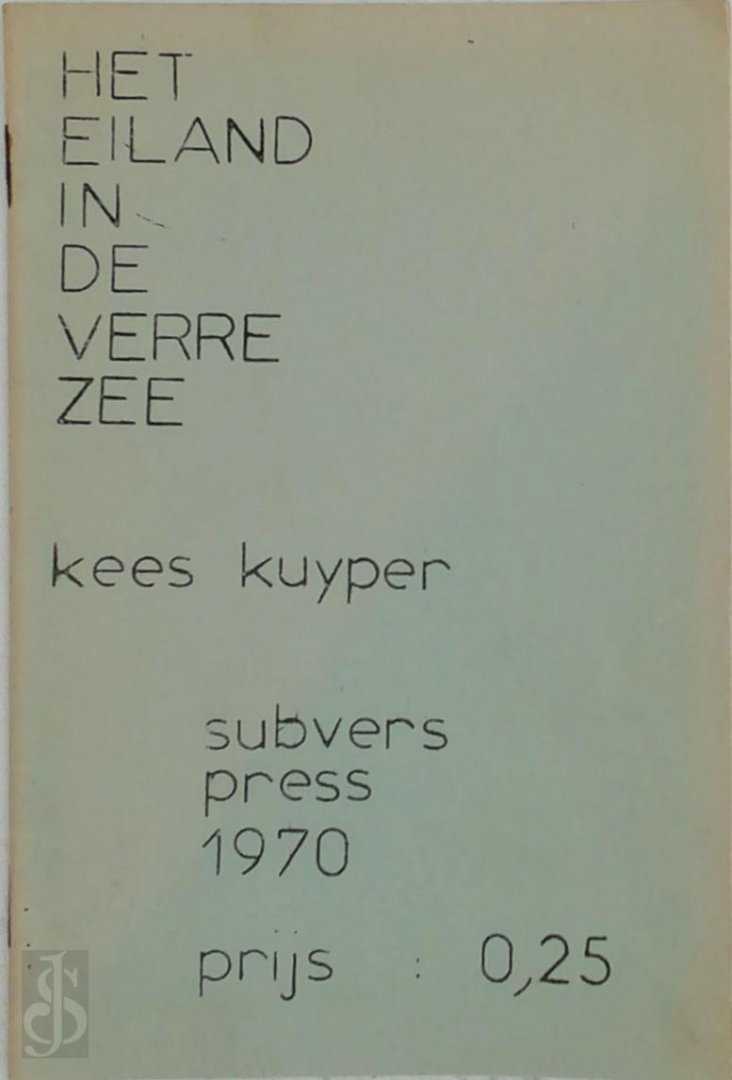 HET
EILAND
IN
DE
VERRE
ZEE
kees kuyper
subvers
press
1970
prijs : 0,25